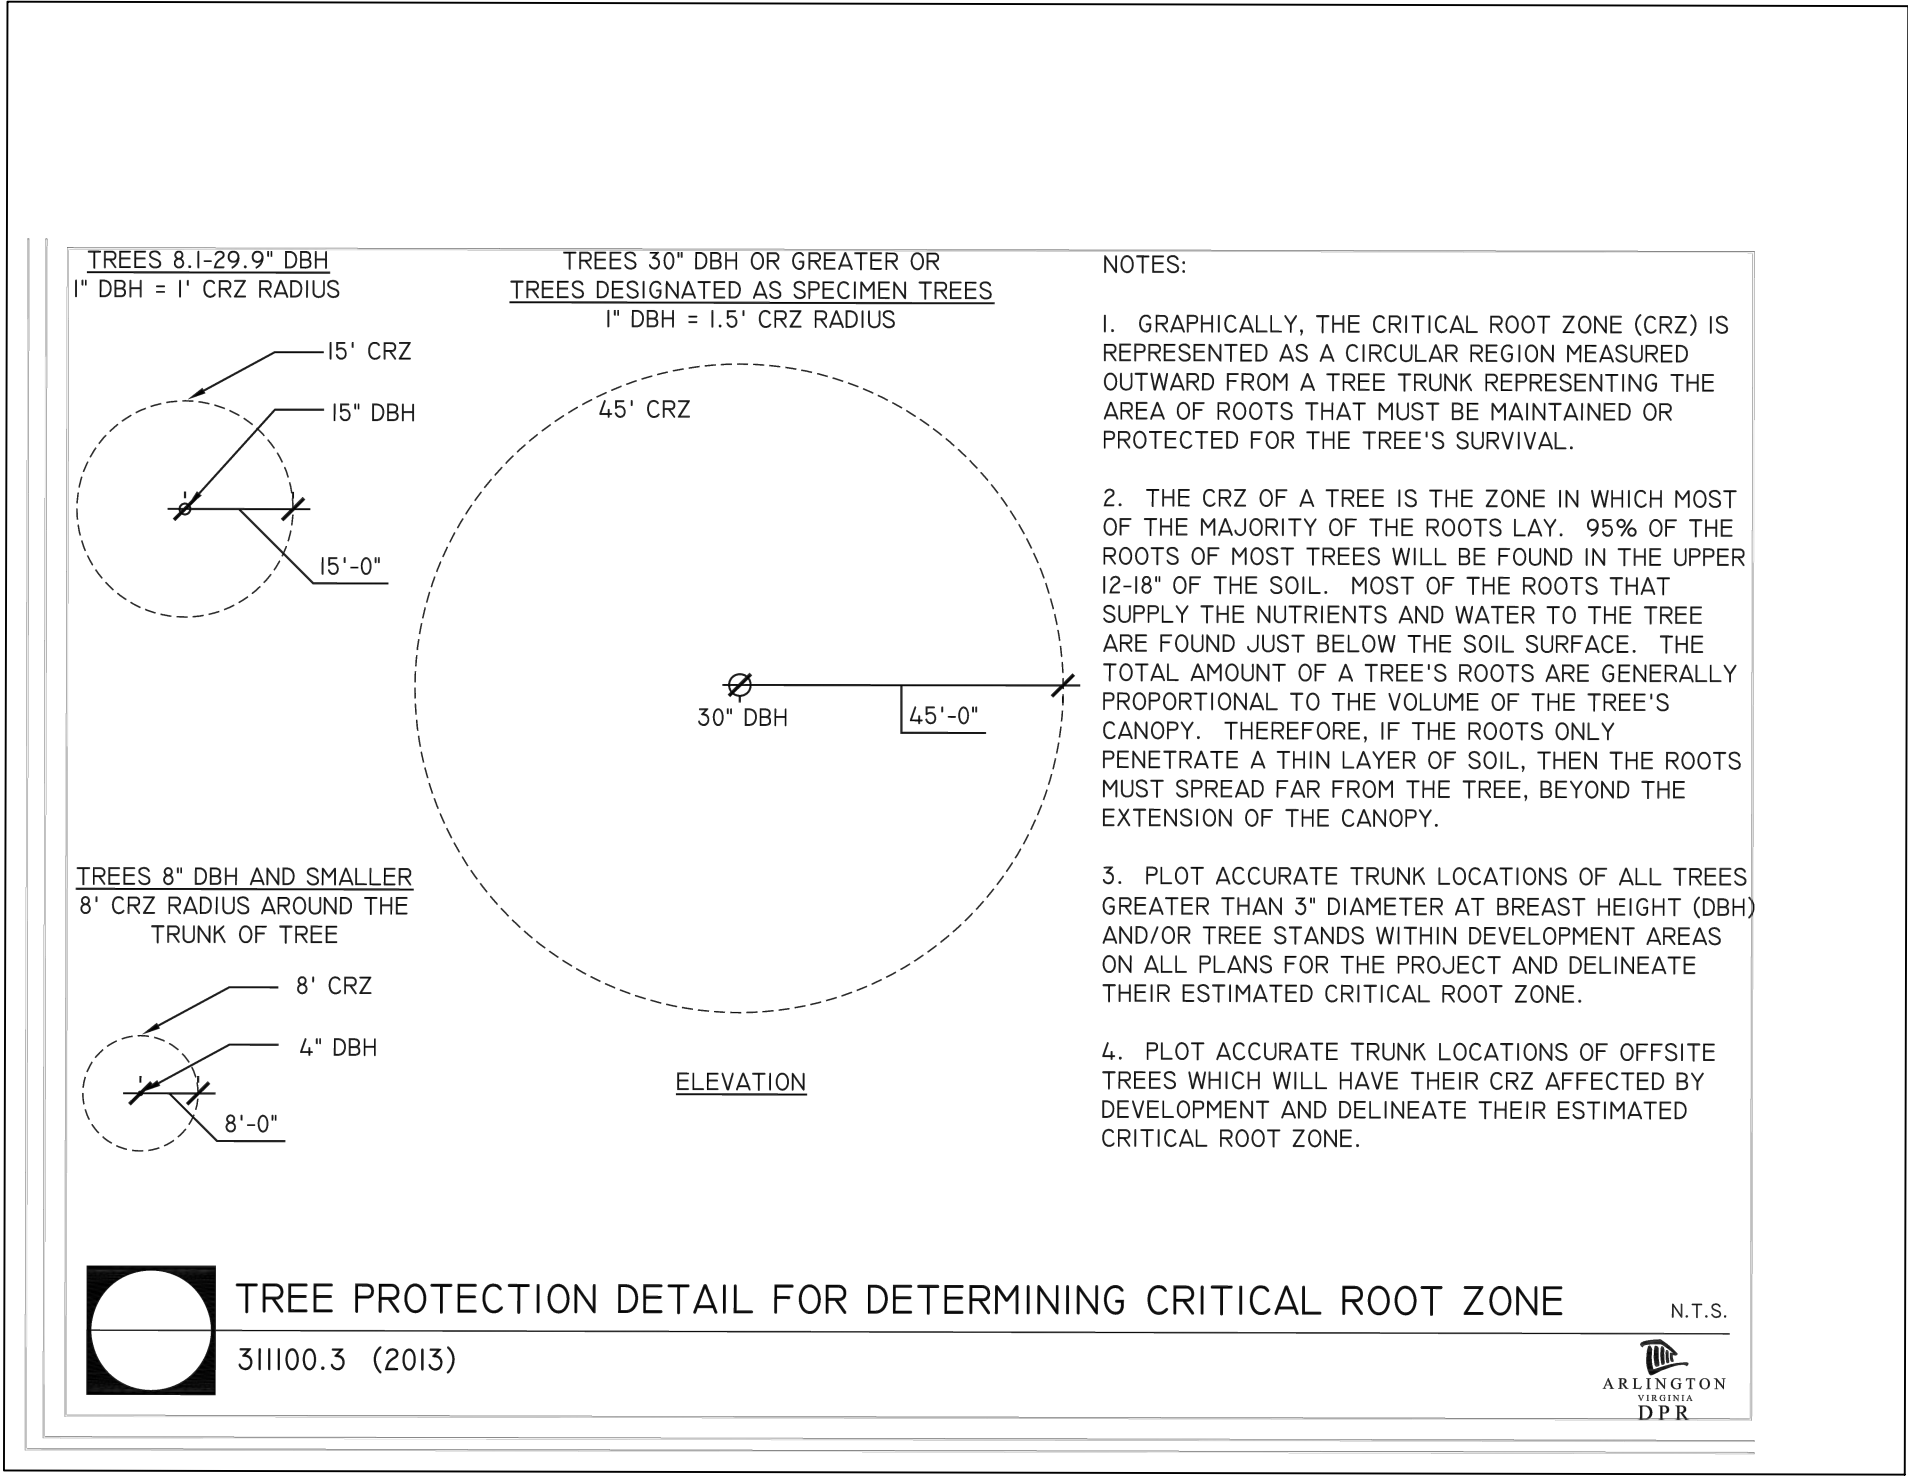 TREES 8.1-29.9" DBH
1" DBH = 1' CRZ RADIUS
15' CRZ
15" DBH
15'-0"
TREES 30" DBH OR GREATER OR
TREES DESIGNATED AS SPECIMEN TREES
1" DBH = 1.5' CRZ RADIUS
45' CRZ
30" DBH
45'-0"
TREES 8" DBH AND SMALLER
8' CRZ RADIUS AROUND THE
TRUNK OF TREE
8' CRZ
4" DBH
8'-0"
ELEVATION
NOTES:
1. GRAPHICALLY, THE CRITICAL ROOT ZONE (CRZ) IS
REPRESENTED AS A CIRCULAR REGION MEASURED
OUTWARD FROM A TREE TRUNK REPRESENTING THE
AREA OF ROOTS THAT MUST BE MAINTAINED OR
PROTECTED FOR THE TREE'S SURVIVAL.
2. THE CRZ OF A TREE IS THE ZONE IN WHICH MOST
OF THE MAJORITY OF THE ROOTS LAY. 95% OF THE
ROOTS OF MOST TREES WILL BE FOUND IN THE UPPER
12-18" OF THE SOIL. MOST OF THE ROOTS THAT
SUPPLY THE NUTRIENTS AND WATER TO THE TREE
ARE FOUND JUST BELOW THE SOIL SURFACE. THE
TOTAL AMOUNT OF A TREE'S ROOTS ARE GENERALLY
PROPORTIONAL TO THE VOLUME OF THE TREE'S
CANOPY. THEREFORE, IF THE ROOTS ONLY
PENETRATE A THIN LAYER OF SOIL, THEN THE ROOTS
MUST SPREAD FAR FROM THE TREE, BEYOND THE
EXTENSION OF THE CANOPY.
3. PLOT ACCURATE TRUNK LOCATIONS OF ALL TREES
GREATER THAN 3" DIAMETER AT BREAST HEIGHT (DBH)
AND/OR TREE STANDS WITHIN DEVELOPMENT AREAS
ON ALL PLANS FOR THE PROJECT AND DELINEATE
THEIR ESTIMATED CRITICAL ROOT ZONE.
4. PLOT ACCURATE TRUNK LOCATIONS OF OFFSITE
TREES WHICH WILL HAVE THEIR CRZ AFFECTED BY
DEVELOPMENT AND DELINEATE THEIR ESTIMATED
CRITICAL ROOT ZONE.
TREE PROTECTION DETAIL FOR DETERMINING CRITICAL ROOT ZONE
N.T.S.
311100.3 (2013)
ARLINGTON
VIRGINIA
DPR